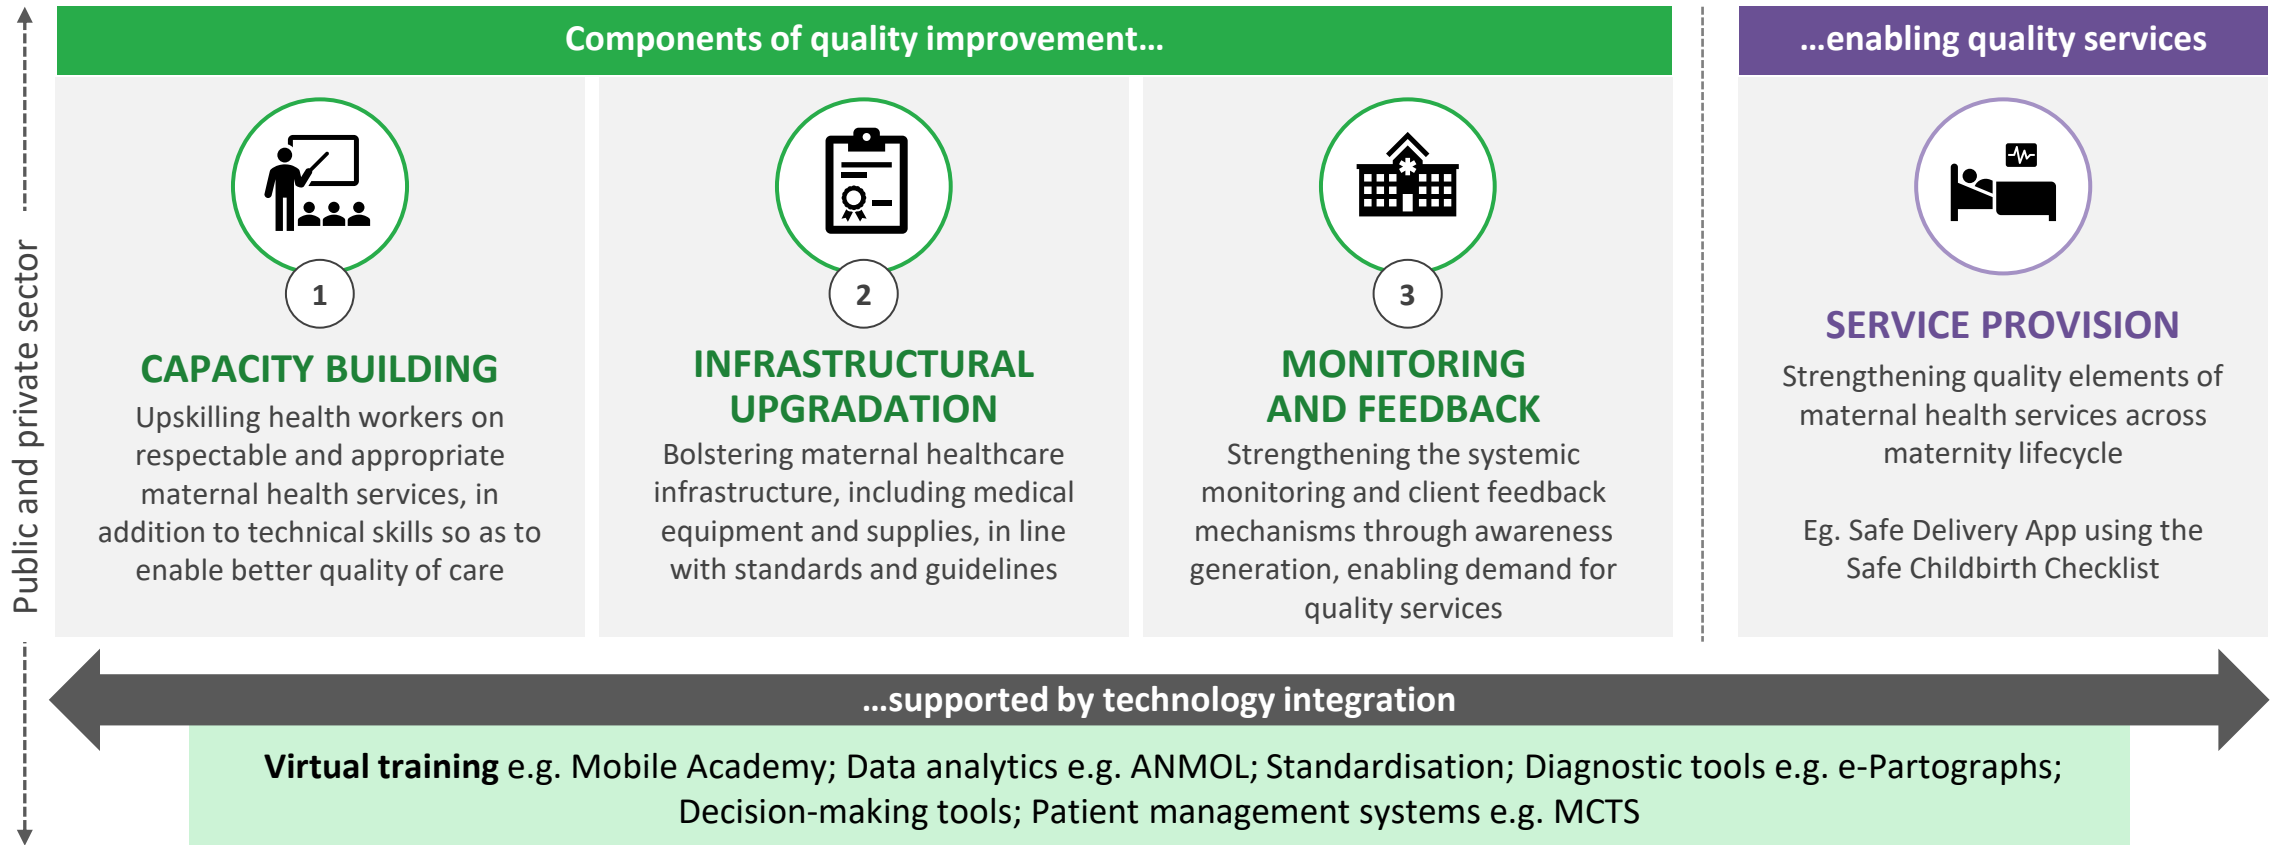 Public and private sector
Components of quality improvement...
...enabling quality services
1
CAPACITY BUILDING
Upskilling health workers on
respectable and appropriate
maternal health services, in
addition to technical skills so as to
enable better quality of care
2
INFRASTRUCTURAL
UPGRADATION
Bolstering maternal healthcare
infrastructure, including medical
equipment and supplies, in line
with standards and guidelines
3
MONITORING
AND FEEDBACK
Strengthening the systemic
monitoring and client feedback
mechanisms through awareness
generation, enabling demand for
quality services
SERVICE PROVISION
Strengthening quality elements of
maternal health services across
maternity lifecycle
Eg. Safe Delivery App using the
Safe Childbirth Checklist
...supported by technology integration
Virtual training e.g. Mobile Academy; Data analytics e.g. ANMOL; Standardisation; Diagnostic tools e.g. e-Partographs;
Decision-making tools; Patient management systems e.g. MCTS